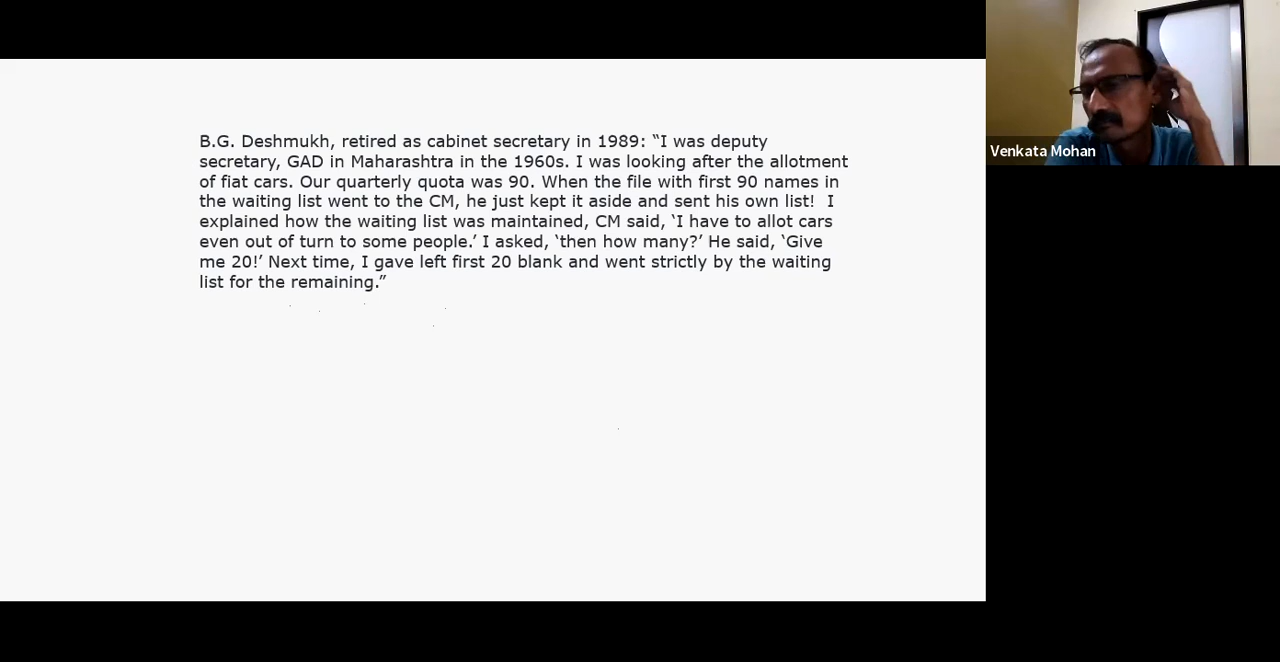 B.G. Deshmukh, retired as cabinet secretary in 1989: “I was deputy
secretary, GAD in Maharashtra in the 1960s. I was looking after the allotment
of fiat cars. Our quarterly quota was 90. When the file with first 90 names in
the waiting list went to the CM, he just kept it aside and sent his own list!  I
explained how the waiting list was maintained, CM said, ‘I have to allot cars
even out of turn to some people.’ I asked, ‘then how many?’ He said, ‘Give
me 20!’ Next time, I gave left first 20 blank and went strictly by the waiting
list for the remaining.”
Venkata Mohan